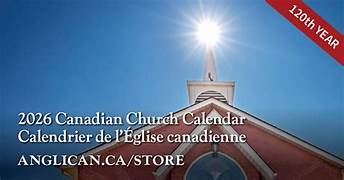 120th YEAR
2026 Canadian Church Calendar
Calendrier de l'Église canadienne
ANGLICAN.CA/STORE